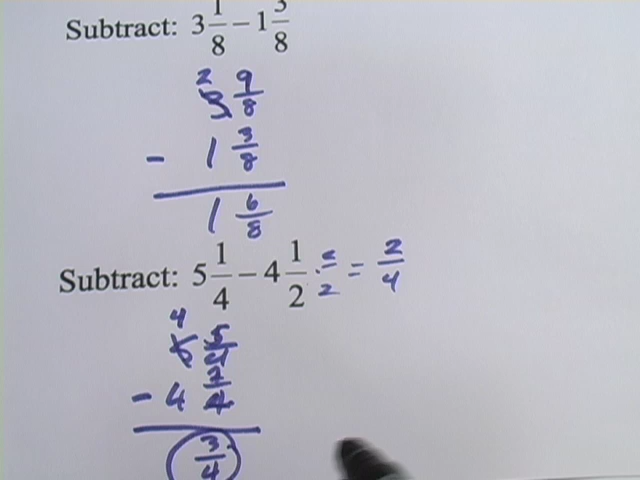 Subtract: 3 1/8 − 1 3/8
2
3 9/8
- 1 3/8
1 6/8
Subtract: 5 1/4 − 4 1/2 · 2/2 = 2/4
4
5 5/4
- 4 2/4
3/4